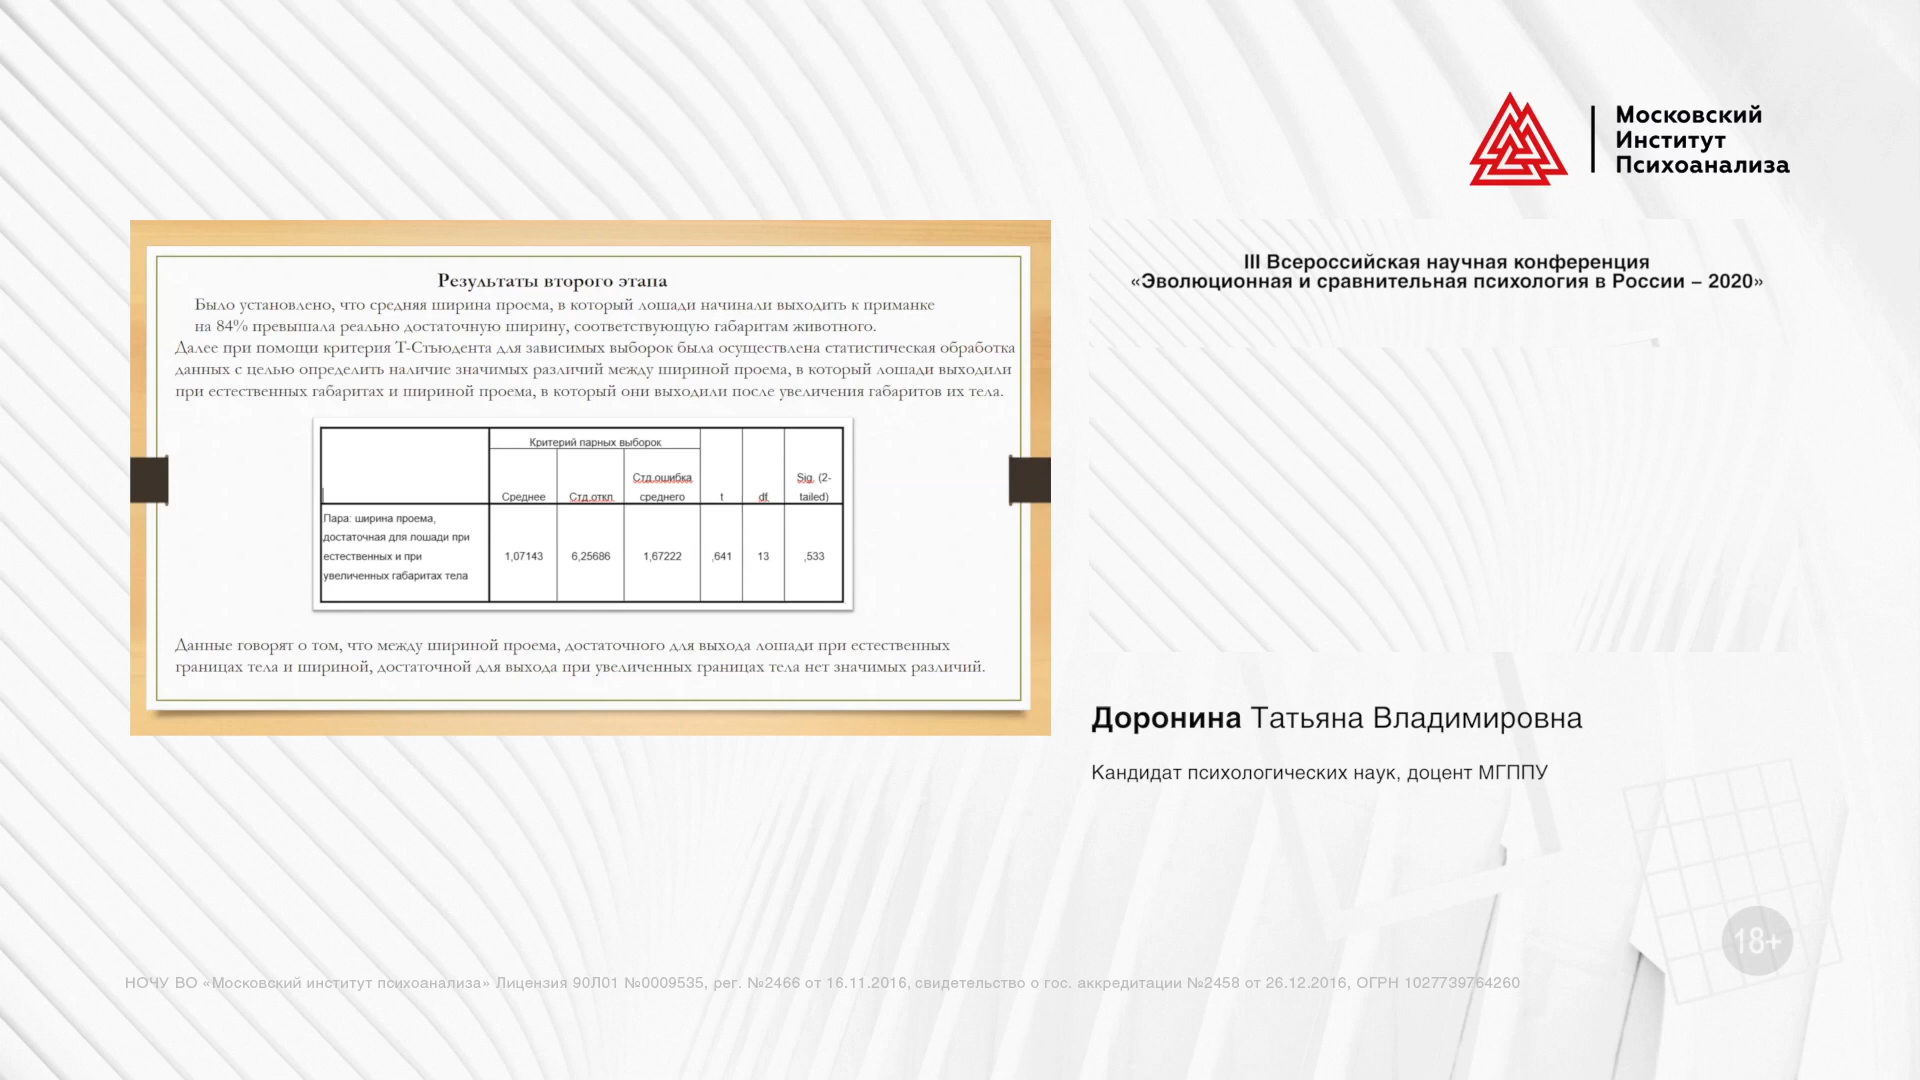 Московский
Институт
Психоанализа
III Всероссийская научная конференция
«Эволюционная и сравнительная психология в России – 2020»
Результаты второго этапа
Было установлено, что средняя ширина проема, в который лошади начинали выходить к приманке
на 84% превышала реально достаточную ширину, соответствующую габаритам животного.
Далее при помощи критерия Т-Стьюдента для зависимых выборок была осуществлена статистическая обработка
данных с целью определить наличие значимых различий между шириной проема, в который лошади выходили
при естественных габаритах и шириной проема, в который они выходили после увеличения габаритов их тела.
Критерий парных выборок
Среднее Стд.откл Стд.ошибка среднего t df Sig. (2-tailed)
Пара: ширина проема,
достаточная для лошади при
естественных и при
увеличенных габаритах тела
1,07143 6,25686 1,67222 ,641 13 ,533
Данные говорят о том, что между шириной проема, достаточного для выхода лошади при естественных
границах тела и шириной, достаточной для выхода при увеличенных границах тела нет значимых различий.
Доронина Татьяна Владимировна
Кандидат психологических наук, доцент МГППУ
18+
НОЧУ ВО «Московский институт психоанализа» Лицензия 90Л01 №0009535, рег. №2466 от 16.11.2016, свидетельство о гос. аккредитации №2458 от 26.12.2016, ОГРН 1027739764260